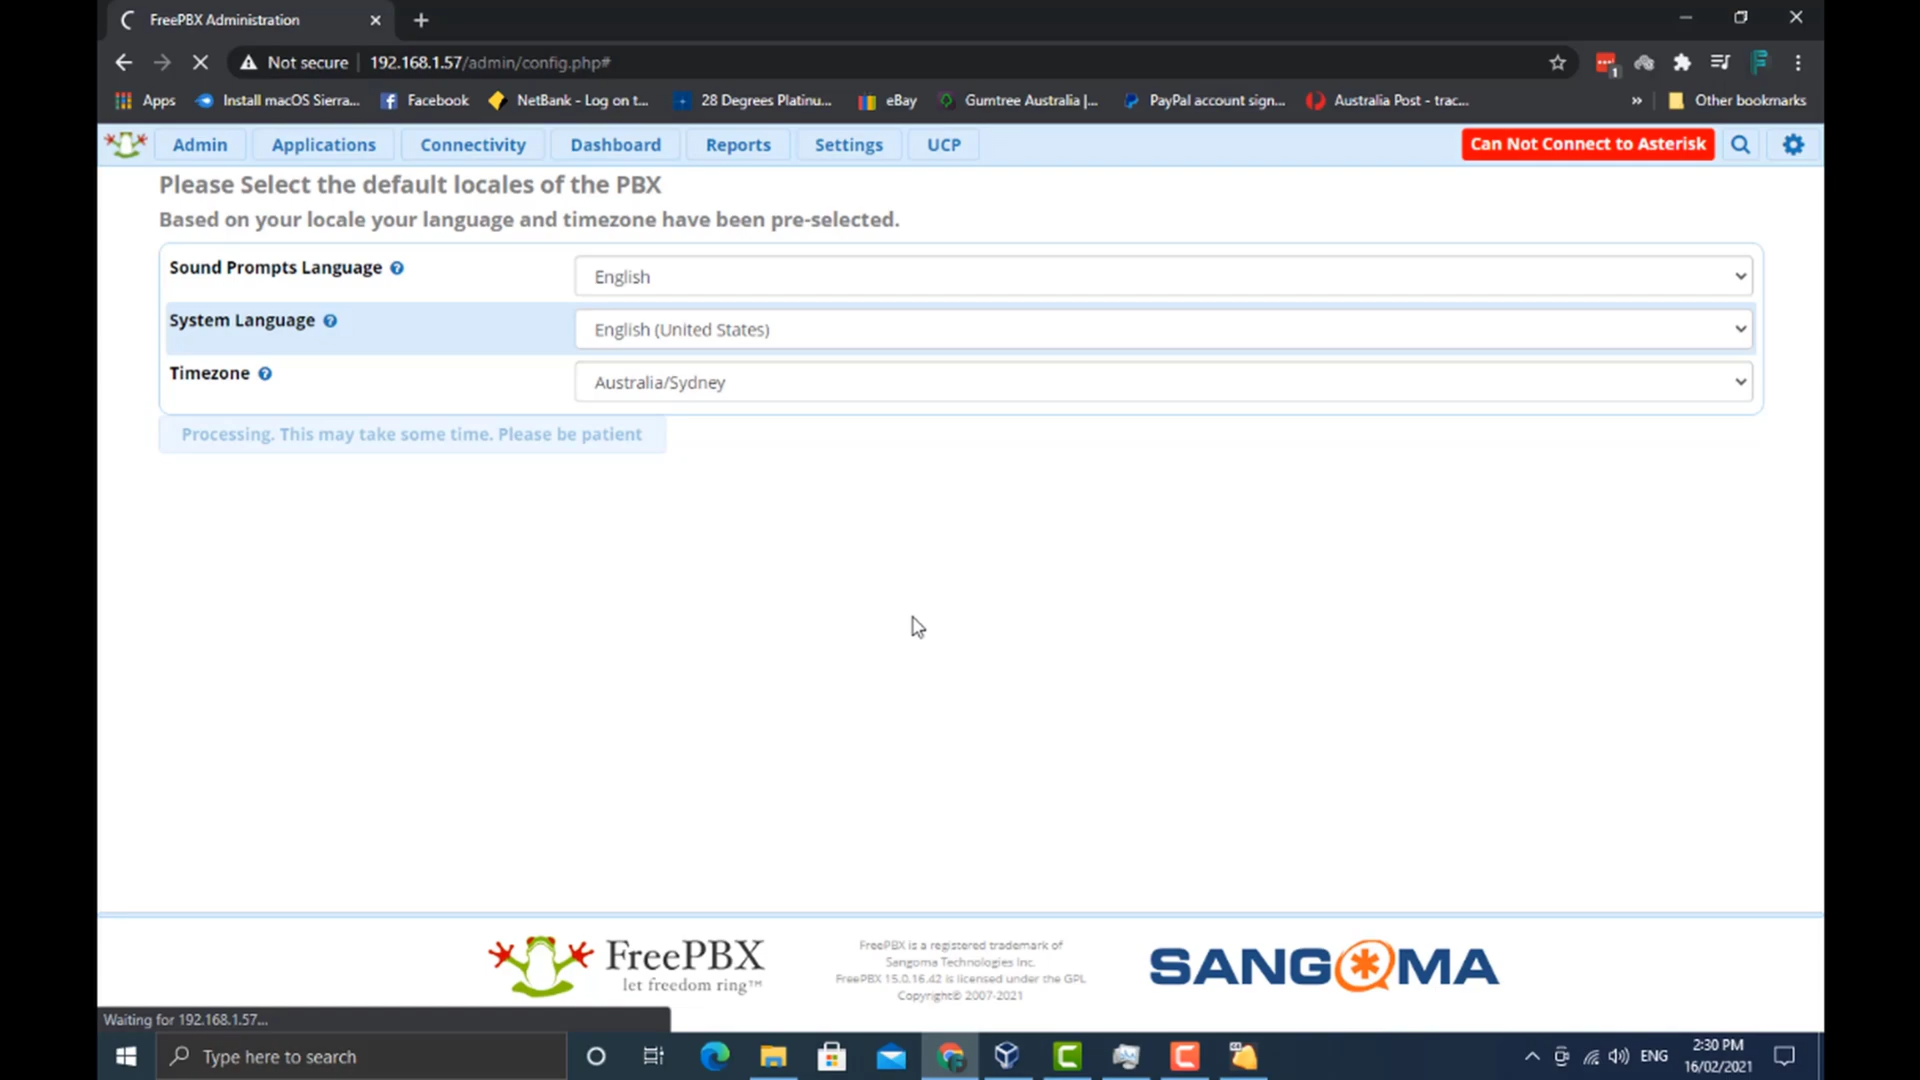 FreePBX Administration
Not secure | 192.168.1.57/admin/config.php#
1
Apps Install macOS Sierra... Facebook NetBank - Log on t... 28 Degrees Platinu... eBay Gumtree Australia |... PayPal account sign... Australia Post - trac... » Other bookmarks
Admin Applications Connectivity Dashboard Reports Settings UCP Can Not Connect to Asterisk
Please Select the default locales of the PBX
Based on your locale your language and timezone have been pre-selected.
Sound Prompts Language English
System Language English (United States)
Timezone Australia/Sydney
Processing. This may take some time. Please be patient
FreePBX
let freedom ring™
FreePBX is a registered trademark of
Sangoma Technologies Inc.
FreePBX 15.0.16.42 is licensed under the GPL
Copyright© 2007-2021
SANGOMA
Waiting for 192.168.1.57...
Type here to search
ENG
2:30 PM
16/02/2021